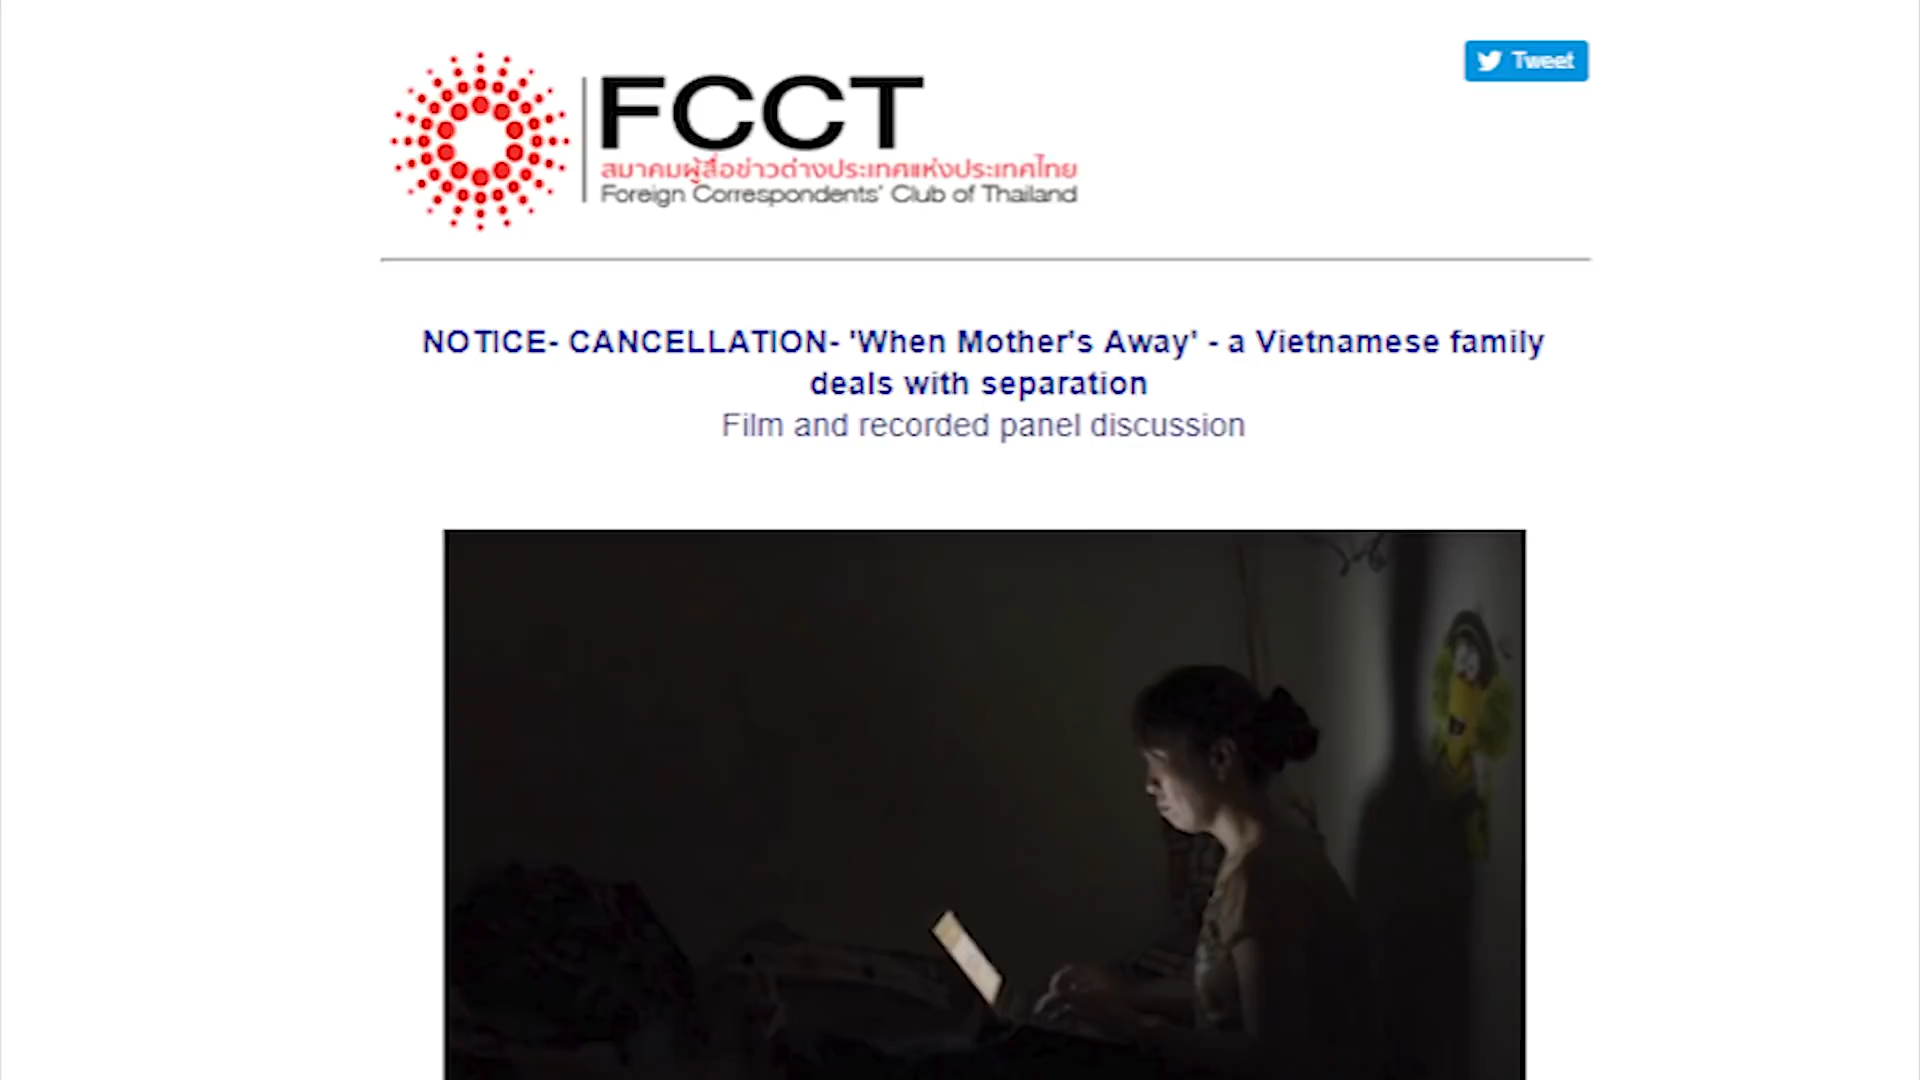 FCCT
สมาคมผู้สื่อข่าวต่างประเทศแห่งประเทศไทย
Foreign Correspondents' Club of Thailand
Tweet
NOTICE- CANCELLATION- 'When Mother's Away' - a Vietnamese family
deals with separation
Film and recorded panel discussion